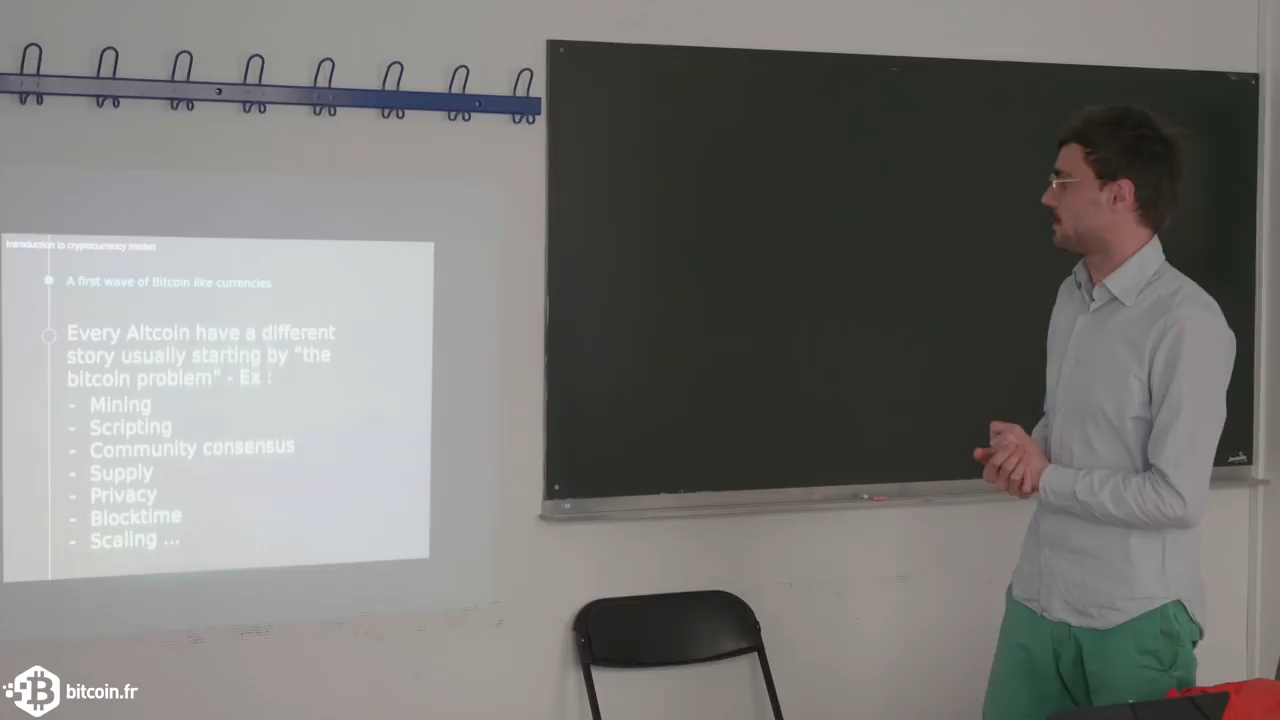 Introduction to cryptocurrency market
A first wave of Bitcoin like currencies
Every Altcoin have a different
story usually starting by "the
bitcoin problem" - Ex :
- Mining
- Scripting
- Community consensus
- Supply
- Privacy
- Blocktime
- Scaling ...
bitcoin.fr